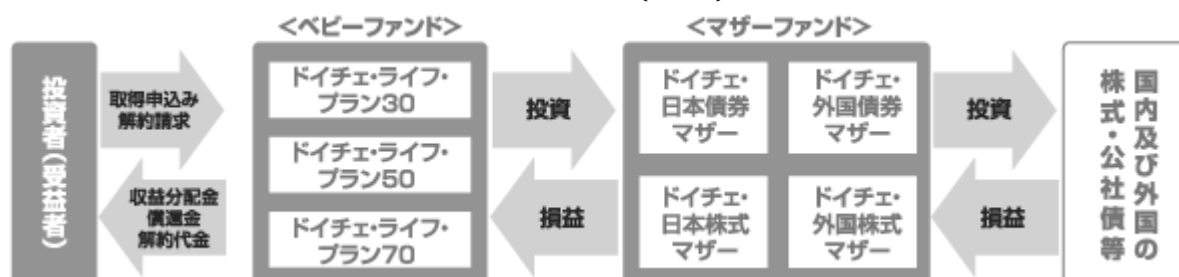 <ベビーファンド>
<マザーファンド>
投資者(受益者)
取得申込み
解約請求
収益分配金
償還金
解約代金
ドイチェ・ライフ・
プラン30
ドイチェ・ライフ・
プラン50
ドイチェ・ライフ・
プラン70
投資
損益
ドイチェ・
日本債券
マザー
ドイチェ・
外国債券
マザー
ドイチェ・
日本株式
マザー
ドイチェ・
外国株式
マザー
投資
損益
国内及び外国の
株式・公社債等